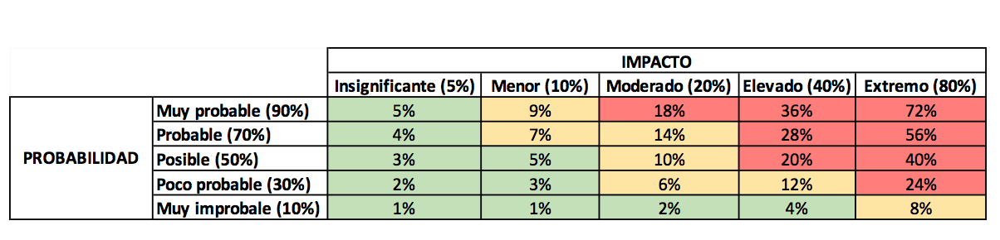 IMPACTO
Insignificante (5%) Menor (10%) Moderado (20%) Elevado (40%) Extremo (80%)
Muy probable (90%) 5% 9% 18% 36% 72%
Probable (70%) 4% 7% 14% 28% 56%
PROBABILIDAD Posible (50%) 3% 5% 10% 20% 40%
Poco probable (30%) 2% 3% 6% 12% 24%
Muy improbale (10%) 1% 1% 2% 4% 8%